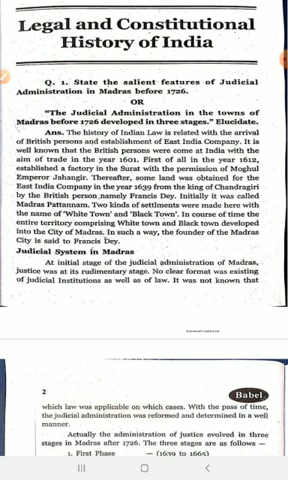 Legal and Constitutional
History of India
Q. 1. State the salient features of Judicial
Administration in Madras before 1726.
OR
"The Judicial Administration in the towns of
Madras before 1726 developed in three stages." Elucidate.
Ans. The history of Indian Law is related with the arrival
of British persons and establishment of East India Company. It is
well known that the British persons were come at India with the
aim of trade in the year 1601. First of all in the year 1612,
established a factory in the Surat with the permission of Moghul
Emperor Jahangir. Thereafter, some land was obtained for the
East India Company in the year 1639 from the king of Chandragiri
by the British person namely Francis Dey. Initially it was called
Madras Pattamam. Two kinds of settlements were made here with
the name of 'White Town' and 'Black Town'. In course of time the
entire territory comprising White town and Black town developed
into the City of Madras. In such a way, the founder of the Madras
City is said to Francis Dey.
Judicial System in Madras
At initial stage of the judicial administration of Madras,
justice was at its rudimentary stage. No clear format was existing
of judicial Institutions as well as of law. It was not known that
2
Babel
which law was applicable on which cases. With the pass of time,
the judicial administration was reformed and determined in a well
manner.
Actually the administration of justice evolved in three
stages in Madras after 1726. The three stages are as follows —
1. First Phase — (1639 to 1665)